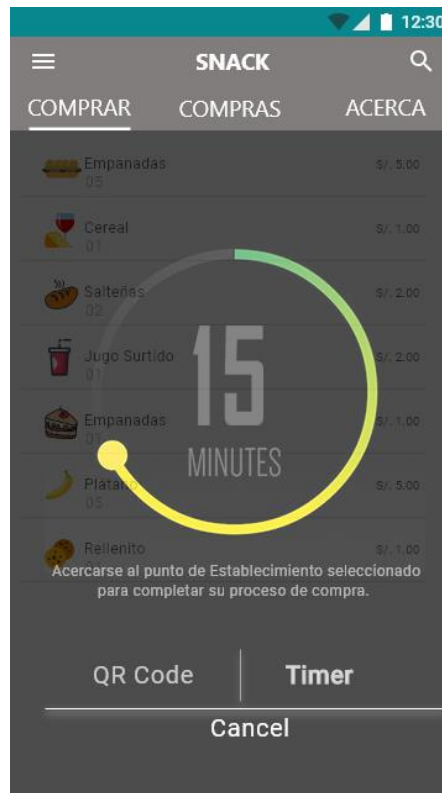 12:30
SNACK
COMPRAR COMPRAS ACERCA
Empanadas S/. 5.00
05
Cereal S/. 1.00
01
Salteñas S/. 2.00
02
Jugo Surtido S/. 2.00
01
15
MINUTES
Empanadas S/. 1.00
01
Plátano S/. 5.00
05
Rellenito S/. 1.00
Acercarse al punto de Establecimiento seleccionado
para completar su proceso de compra.
QR Code Timer
Cancel